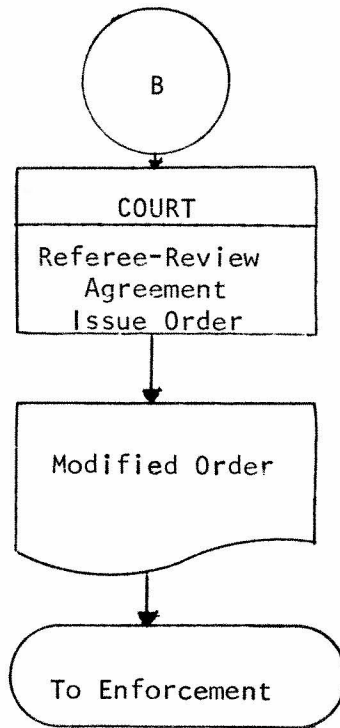 B
COURT
Referee-Review
Agreement
Issue Order
Modified Order
To Enforcement